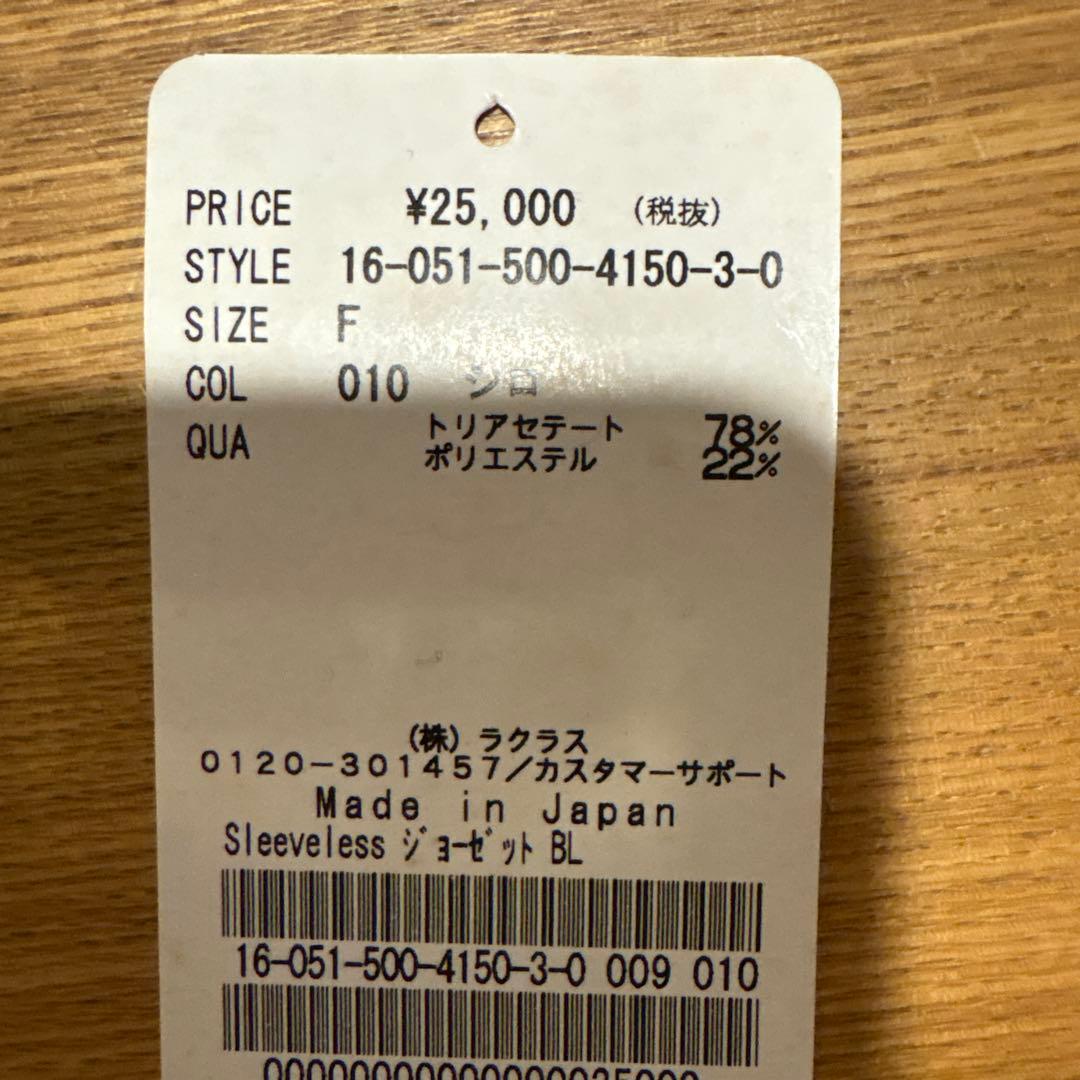 PRICE ¥25,000 (税抜)
STYLE 16-051-500-4150-3-0
SIZE F
COL 010 シロ
QUA トリアセテート 78%
ポリエステル 22%
(株)ラクラス
0120-301457/カスタマーサポート
Made in Japan
Sleeveless ジョーゼット BL
16-051-500-4150-3-0 009 010